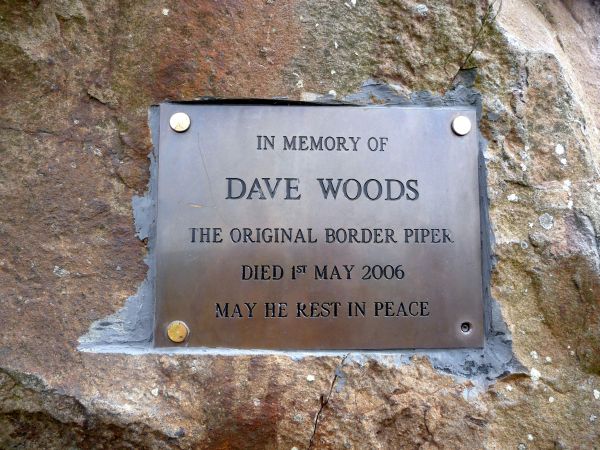 IN MEMORY OF
DAVE WOODS
THE ORIGINAL BORDER PIPER
DIED 1ST MAY 2006
MAY HE REST IN PEACE